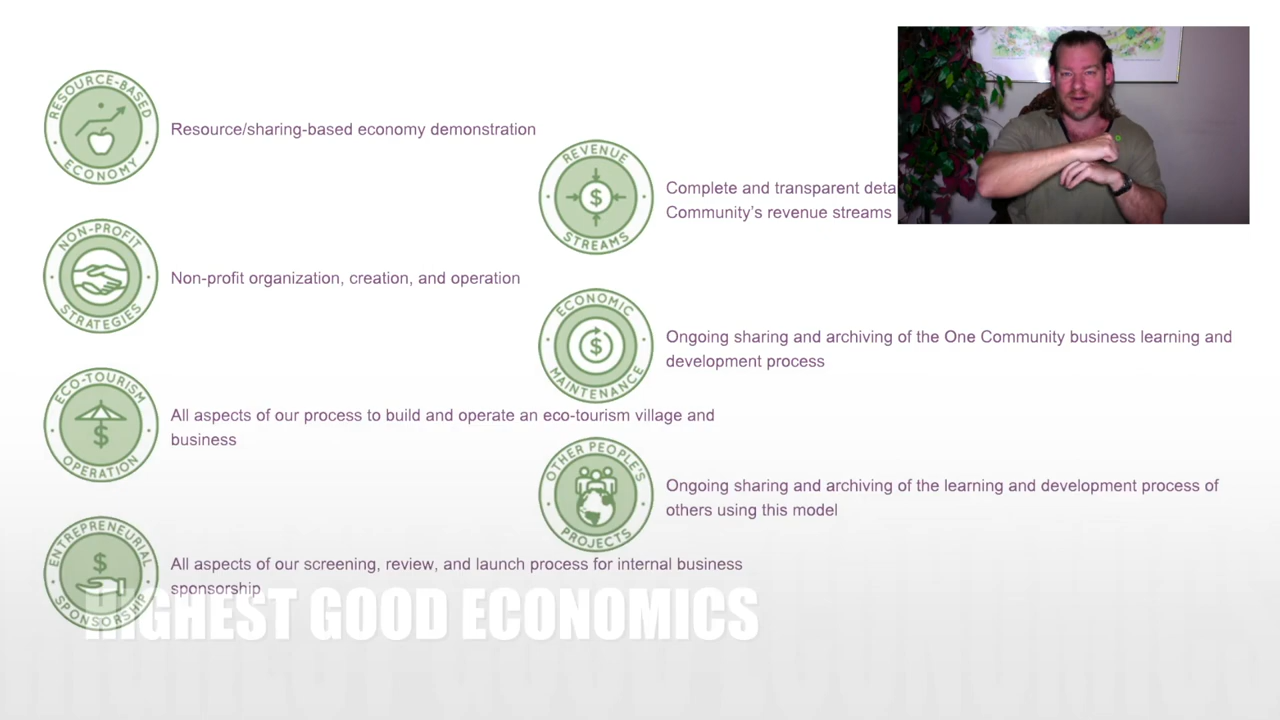 RESOURCE-BASED
ECONOMY
Resource/sharing-based economy demonstration
NON-PROFIT
STRATEGIES
Non-profit organization, creation, and operation
ECO-TOURISM
$
OPERATION
All aspects of our process to build and operate an eco-tourism village and
business
ENTREPRENEURIAL
$
SPONSORSHIP
All aspects of our screening, review, and launch process for internal business
sponsorship
REVENUE
$
STREAMS
Complete and transparent deta
Community's revenue streams
ECONOMIC
$
MAINTENANCE
Ongoing sharing and archiving of the One Community business learning and
development process
OTHER PEOPLE'S
PROJECTS
Ongoing sharing and archiving of the learning and development process of
others using this model
HIGHEST GOOD ECONOMICS